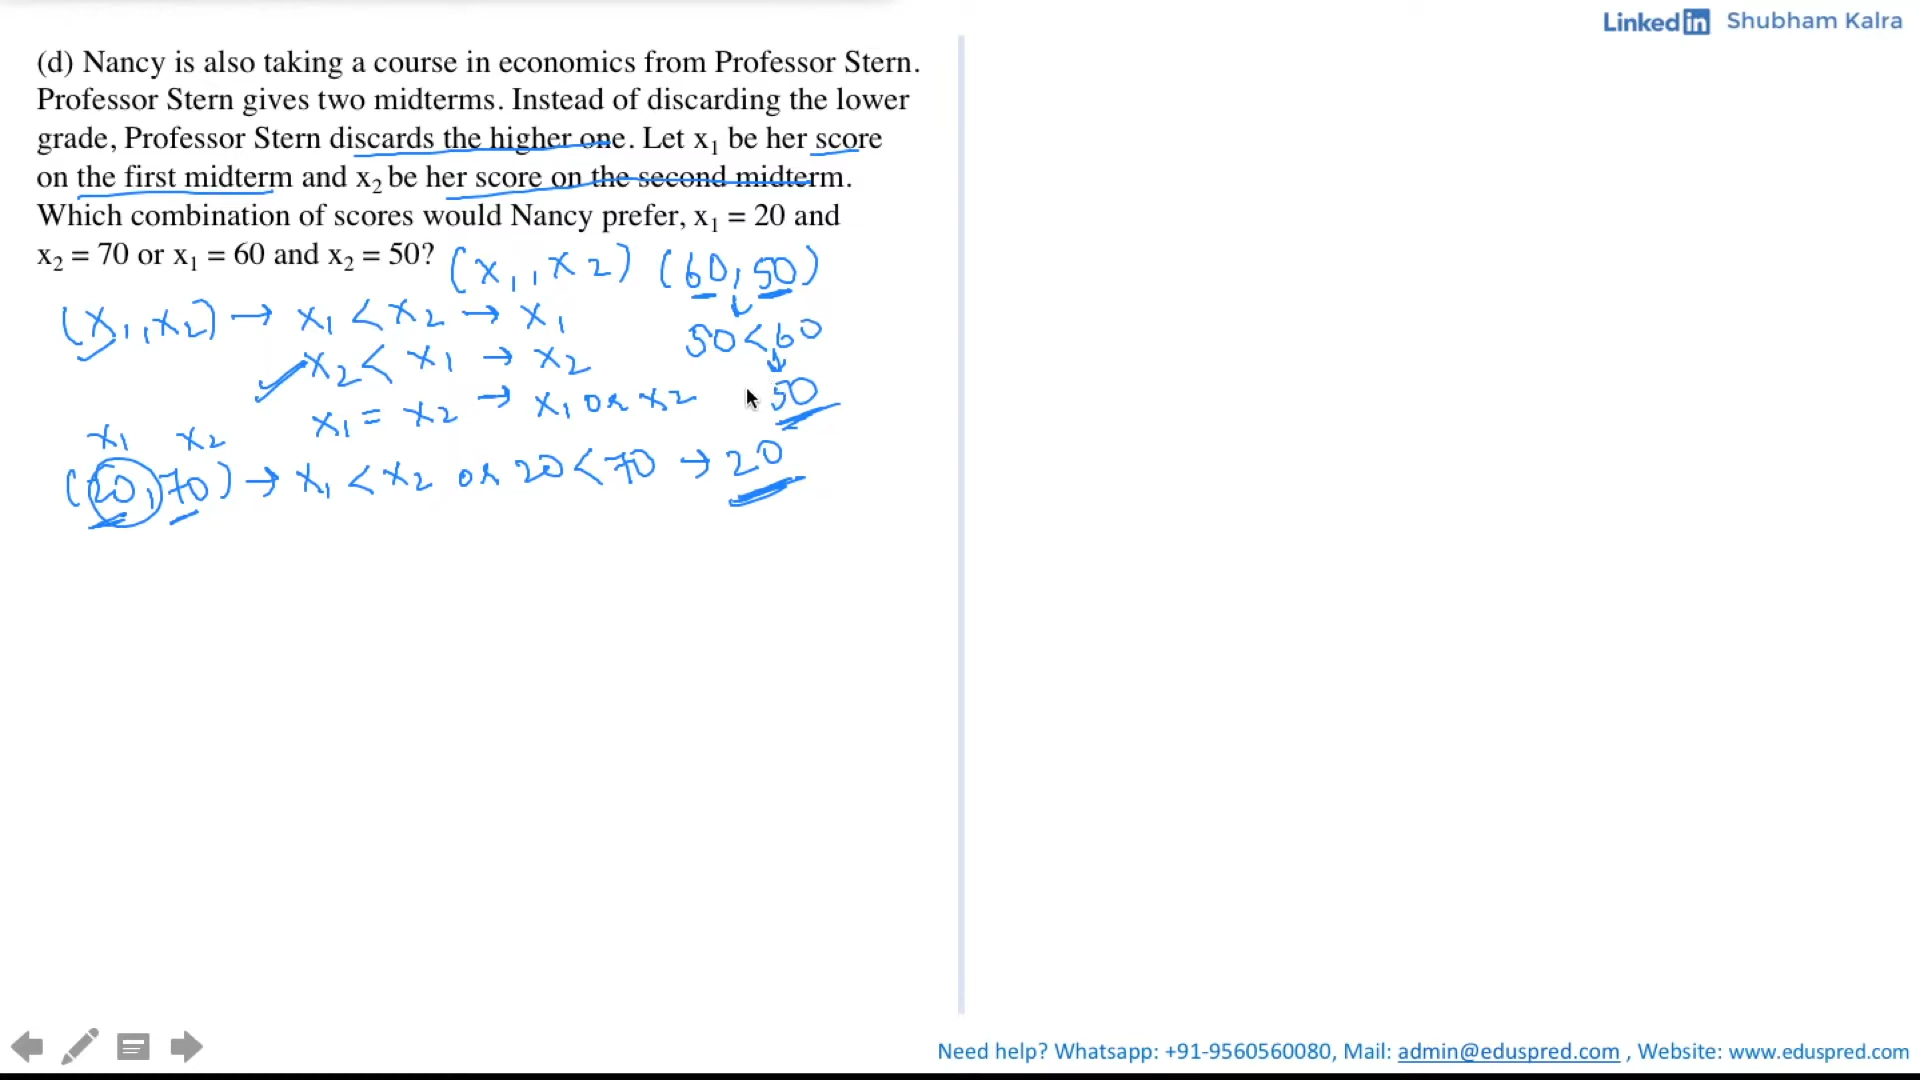 Linked in Shubham Kalra
(d) Nancy is also taking a course in economics from Professor Stern.
Professor Stern gives two midterms. Instead of discarding the lower
grade, Professor Stern discards the higher one. Let x₁ be her score
on the first midterm and x₂ be her score on the second midterm.
Which combination of scores would Nancy prefer, x₁ = 20 and
x₂ = 70 or x₁ = 60 and x₂ = 50?
(x₁, x₂) (60, 50)
(x₁, x₂) → x₁ < x₂ → x₁
50 < 60
x₂ < x₁ → x₂
50
x₁ = x₂ → x₁ or x₂
x₁ x₂
(20, 70) → x₁ < x₂ or 20 < 70 → 20
Need help? Whatsapp: +91-9560560080, Mail: admin@eduspred.com , Website: www.eduspred.com